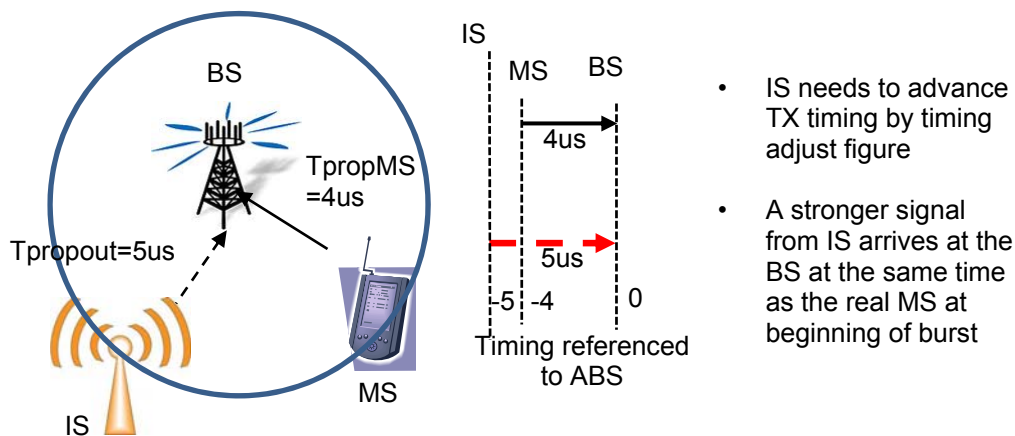 BS
TpropMS
=4us
Tpropout=5us
MS
IS
IS
MS
BS
4us
5us
-5
-4
0
Timing referenced
to ABS
• IS needs to advance
TX timing by timing
adjust figure
• A stronger signal
from IS arrives at the
BS at the same time
as the real MS at
beginning of burst